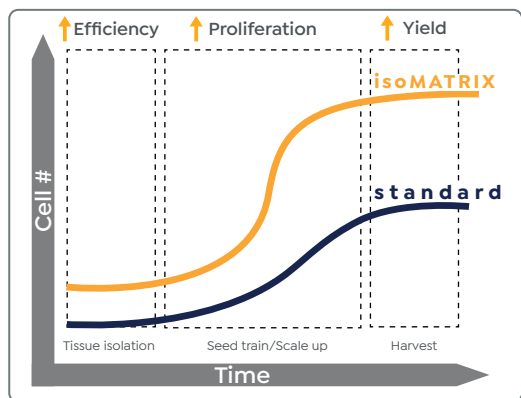 Efficiency
Proliferation
Yield
isoMATRIX
standard
Cell #
Tissue isolation
Seed train/Scale up
Harvest
Time